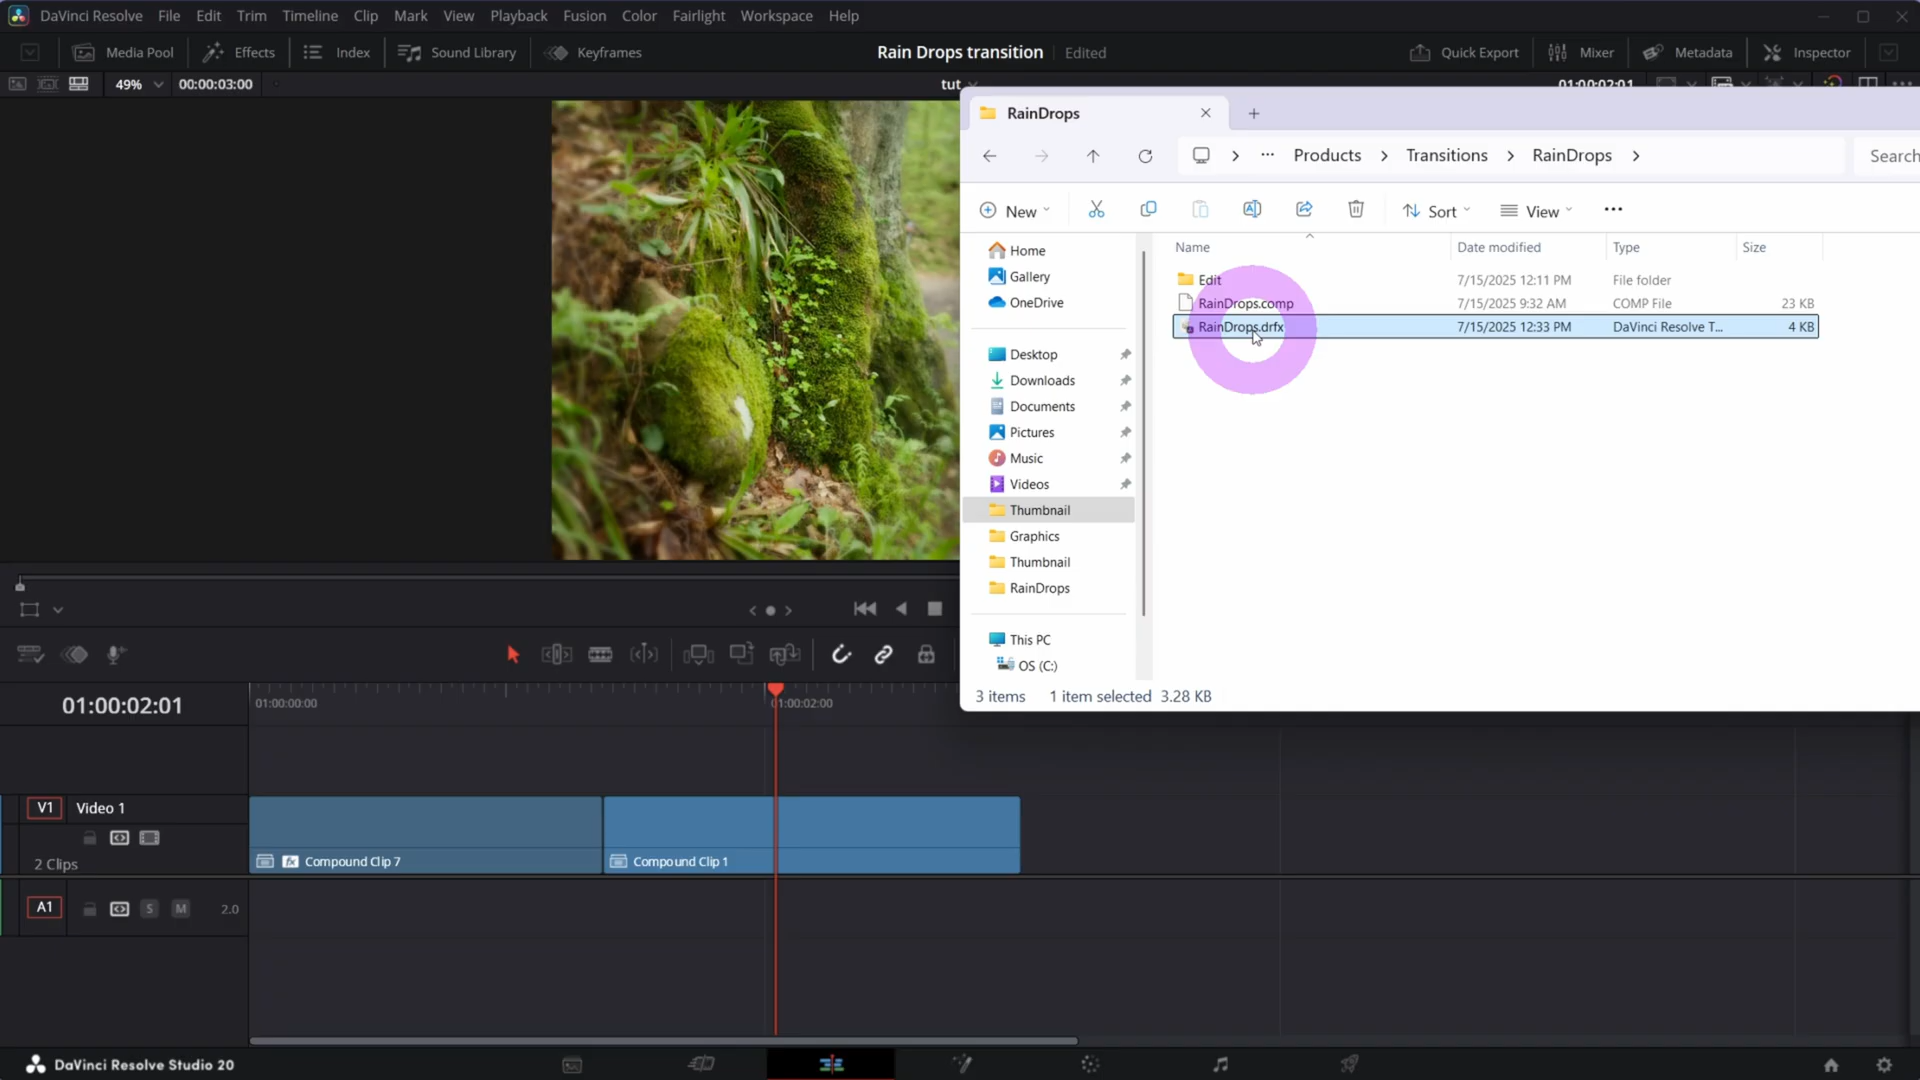 DaVinci Resolve File Edit Trim Timeline Clip Mark View Playback Fusion Color Fairlight Workspace Help
Media Pool Effects Index Sound Library Keyframes Rain Drops transition Edited Quick Export Mixer Metadata Inspector
49% 00:00:03:00 tut 01:00:02:01
RainDrops
Products Transitions RainDrops Search
New Sort View
Name Date modified Type Size
Home
Gallery
OneDrive
Desktop
Downloads
Documents
Pictures
Music
Videos
Thumbnail
Graphics
Thumbnail
RainDrops
This PC
OS (C:)
Edit 7/15/2025 12:11 PM File folder
RainDrops.comp 7/15/2025 9:32 AM COMP File 23 KB
RainDrops.drfx 7/15/2025 12:33 PM DaVinci Resolve T... 4 KB
3 items 1 item selected 3.28 KB
01:00:02:01 01:00:00:00 01:00:02:00
V1 Video 1
2 Clips
fx Compound Clip 7
Compound Clip 1
A1 S M 2.0
DaVinci Resolve Studio 20